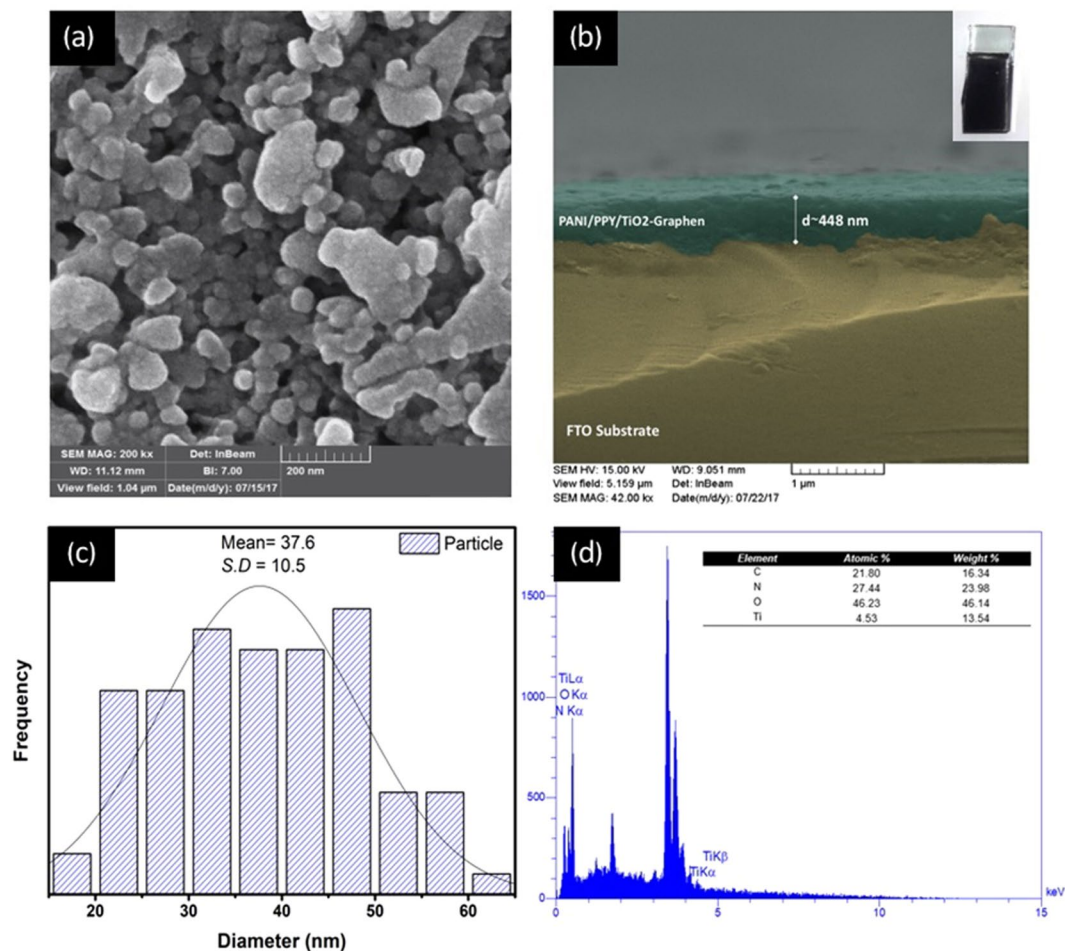 (a)
SEM MAG: 200 kx Det: InBeam
WD: 11.12 mm BI: 7.00 200 nm
View field: 1.04 µm Date(m/d/y): 07/15/17
(b)
PANI/PPY/TiO2-Graphen
d~448 nm
FTO Substrate
SEM HV: 15.00 kV WD: 9.051 mm
View field: 5.159 µm Det: InBeam 1 µm
SEM MAG: 42.00 kx Date(m/d/y): 07/22/17
(c)
Mean= 37.6
S.D = 10.5
Particle
Frequency
20 30 40 50 60
Diameter (nm)
(d)
Element Atomic % Weight %
C 21.80 16.34
N 27.44 23.98
O 46.23 46.14
Ti 4.53 13.54
1500
1000
500
0
TiLα
O Kα
N Kα
TiKβ
TiKα
0 5 10 15
keV